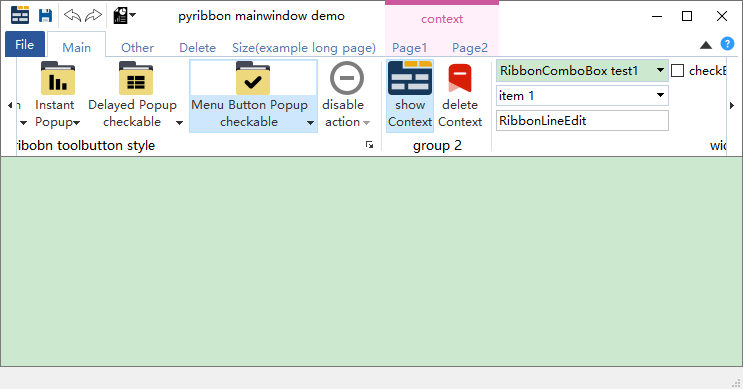 pyribbon mainwindow demo
context
File
Main
Other
Delete
Size(example long page)
Page1
Page2
n
Instant
Popup
Delayed Popup
checkable
Menu Button Popup
checkable
disable
action
show
Context
delete
Context
RibbonComboBox test1
item 1
RibbonLineEdit
checkB
ribobn toolbutton style
group 2
wid